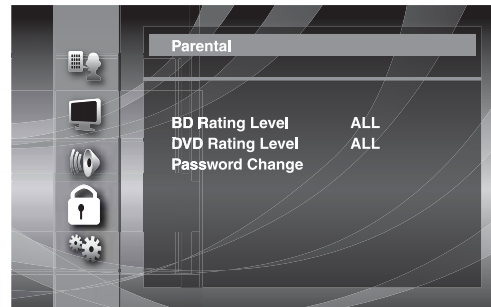 Parental
BD Rating Level ALL
DVD Rating Level ALL
Password Change